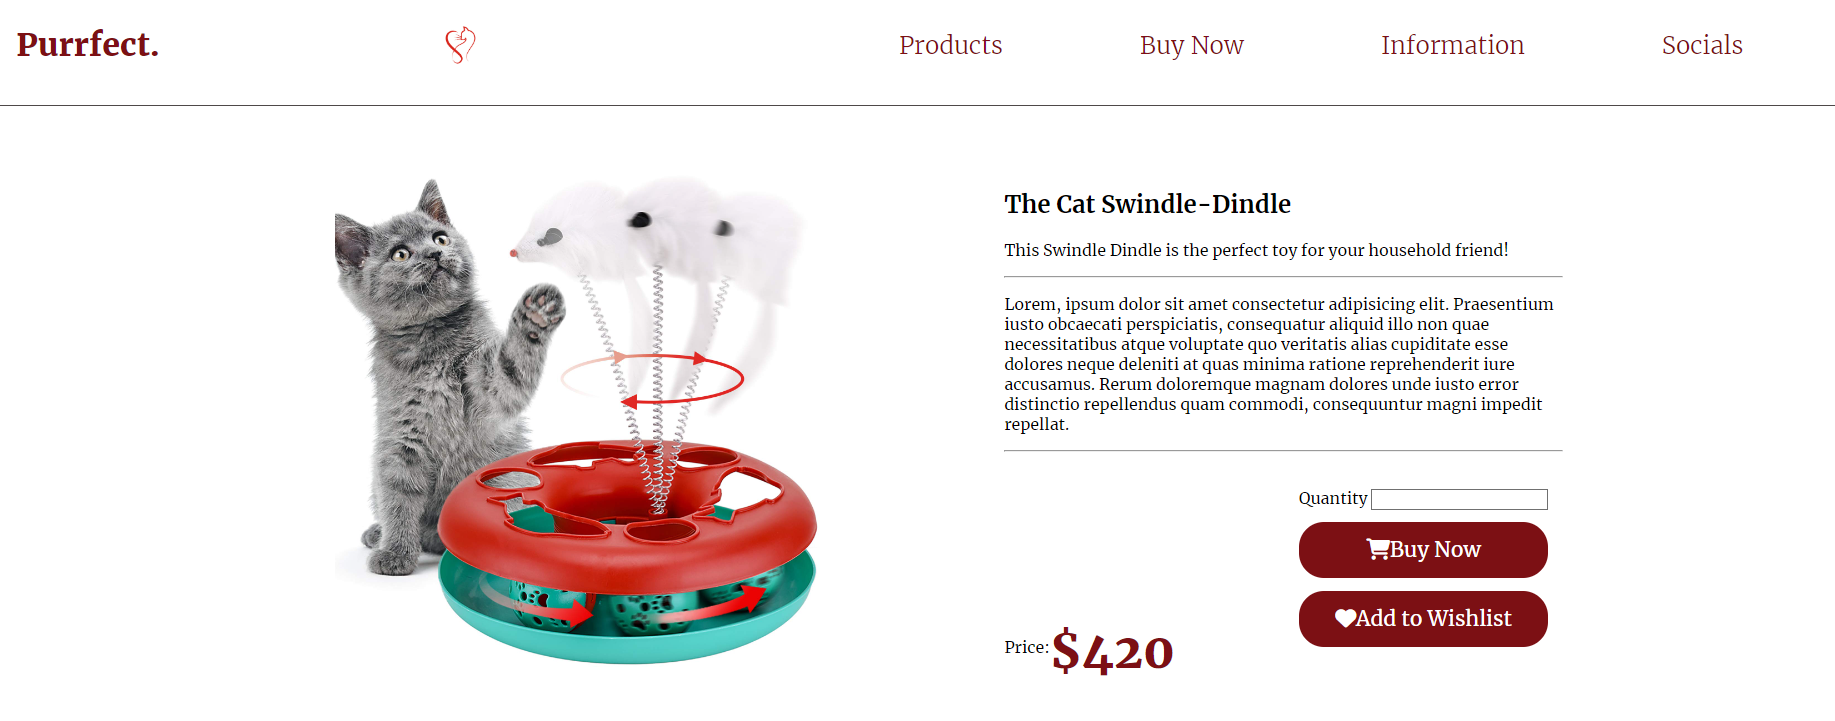 Purrfect.
Products
Buy Now
Information
Socials
The Cat Swindle-Dindle
This Swindle Dindle is the perfect toy for your household friend!
Lorem, ipsum dolor sit amet consectetur adipisicing elit. Praesentium
iusto obcaecati perspiciatis, consequatur aliquid illo non quae
necessitatibus atque voluptate quo veritatis alias cupiditate esse
dolores neque deleniti at quas minima ratione reprehenderit iure
accusamus. Rerum doloremque magnam dolores unde iusto error
distinctio repellendus quam commodi, consequuntur magni impedit
repellat.
Quantity
Buy Now
Add to Wishlist
Price: $420